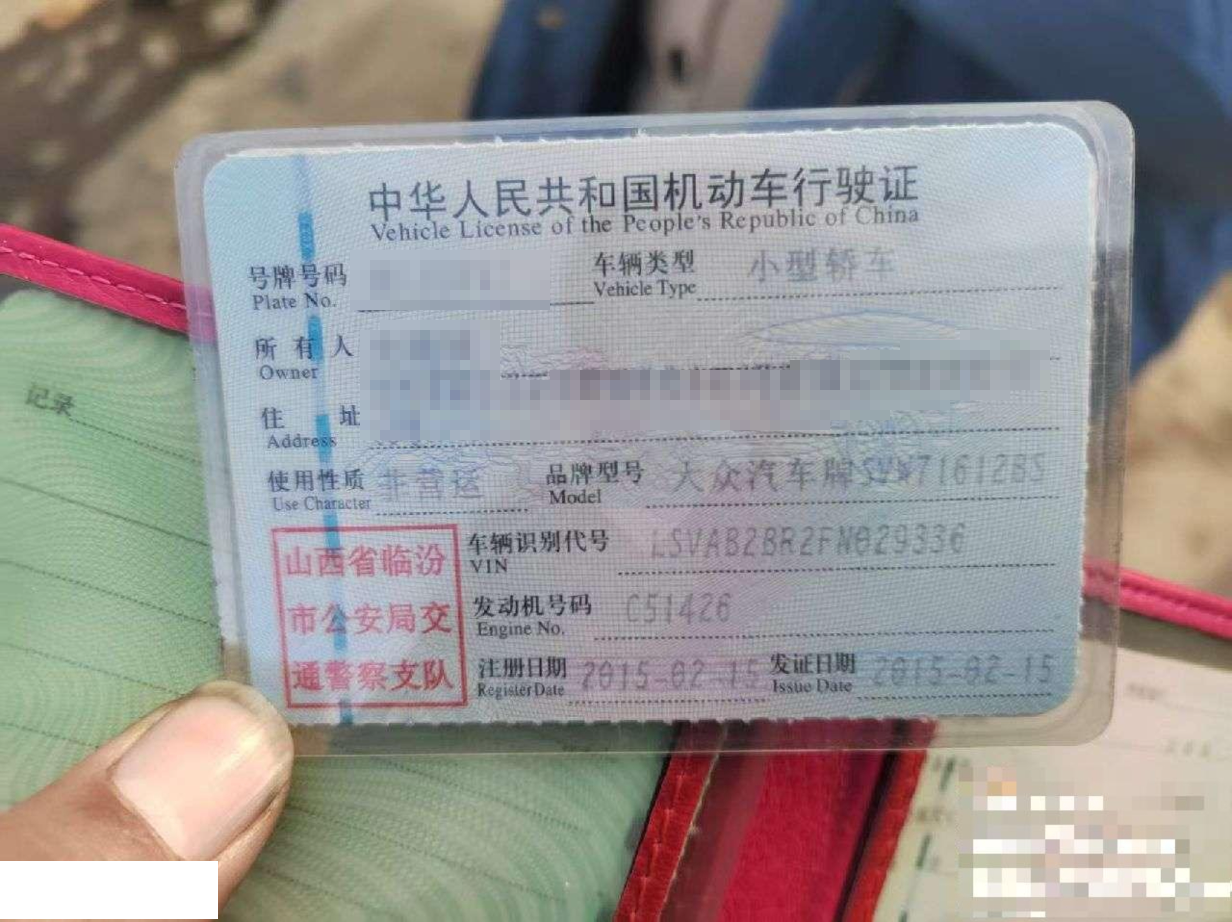 中华人民共和国机动车行驶证
Vehicle License of the People's Republic of China
号牌号码
Plate No.
车辆类型 小型轿车
Vehicle Type
所有人
Owner
住址
Address
使用性质 非营运
Use Character
品牌型号 大众汽车牌SVW71612BS
Model
山西省临汾
市公安局交
通警察支队
车辆识别代号 LSVAB2BR2FN029336
VIN
发动机号码 C51426
Engine No.
注册日期 2015-02-15
Register Date
发证日期 2015-02-15
Issue Date
记录